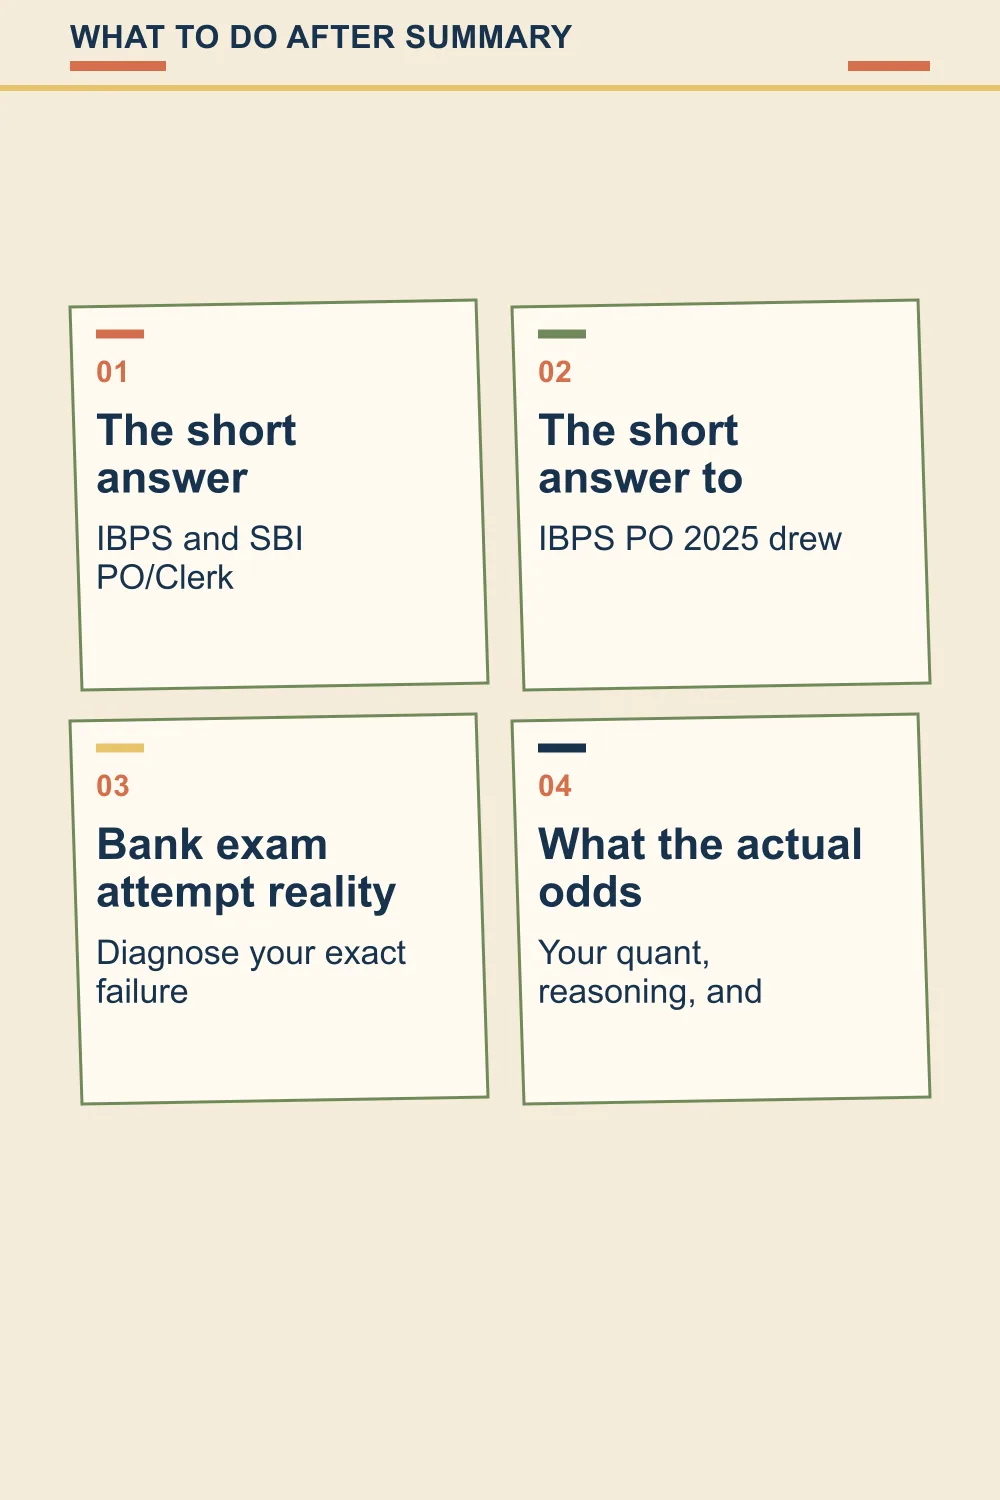 WHAT TO DO AFTER SUMMARY
01
The short
answer
IBPS and SBI
PO/Clerk
02
The short
answer to
IBPS PO 2025 drew
03
Bank exam
attempt reality
Diagnose your exact
failure
04
What the actual
odds
Your quant,
reasoning, and